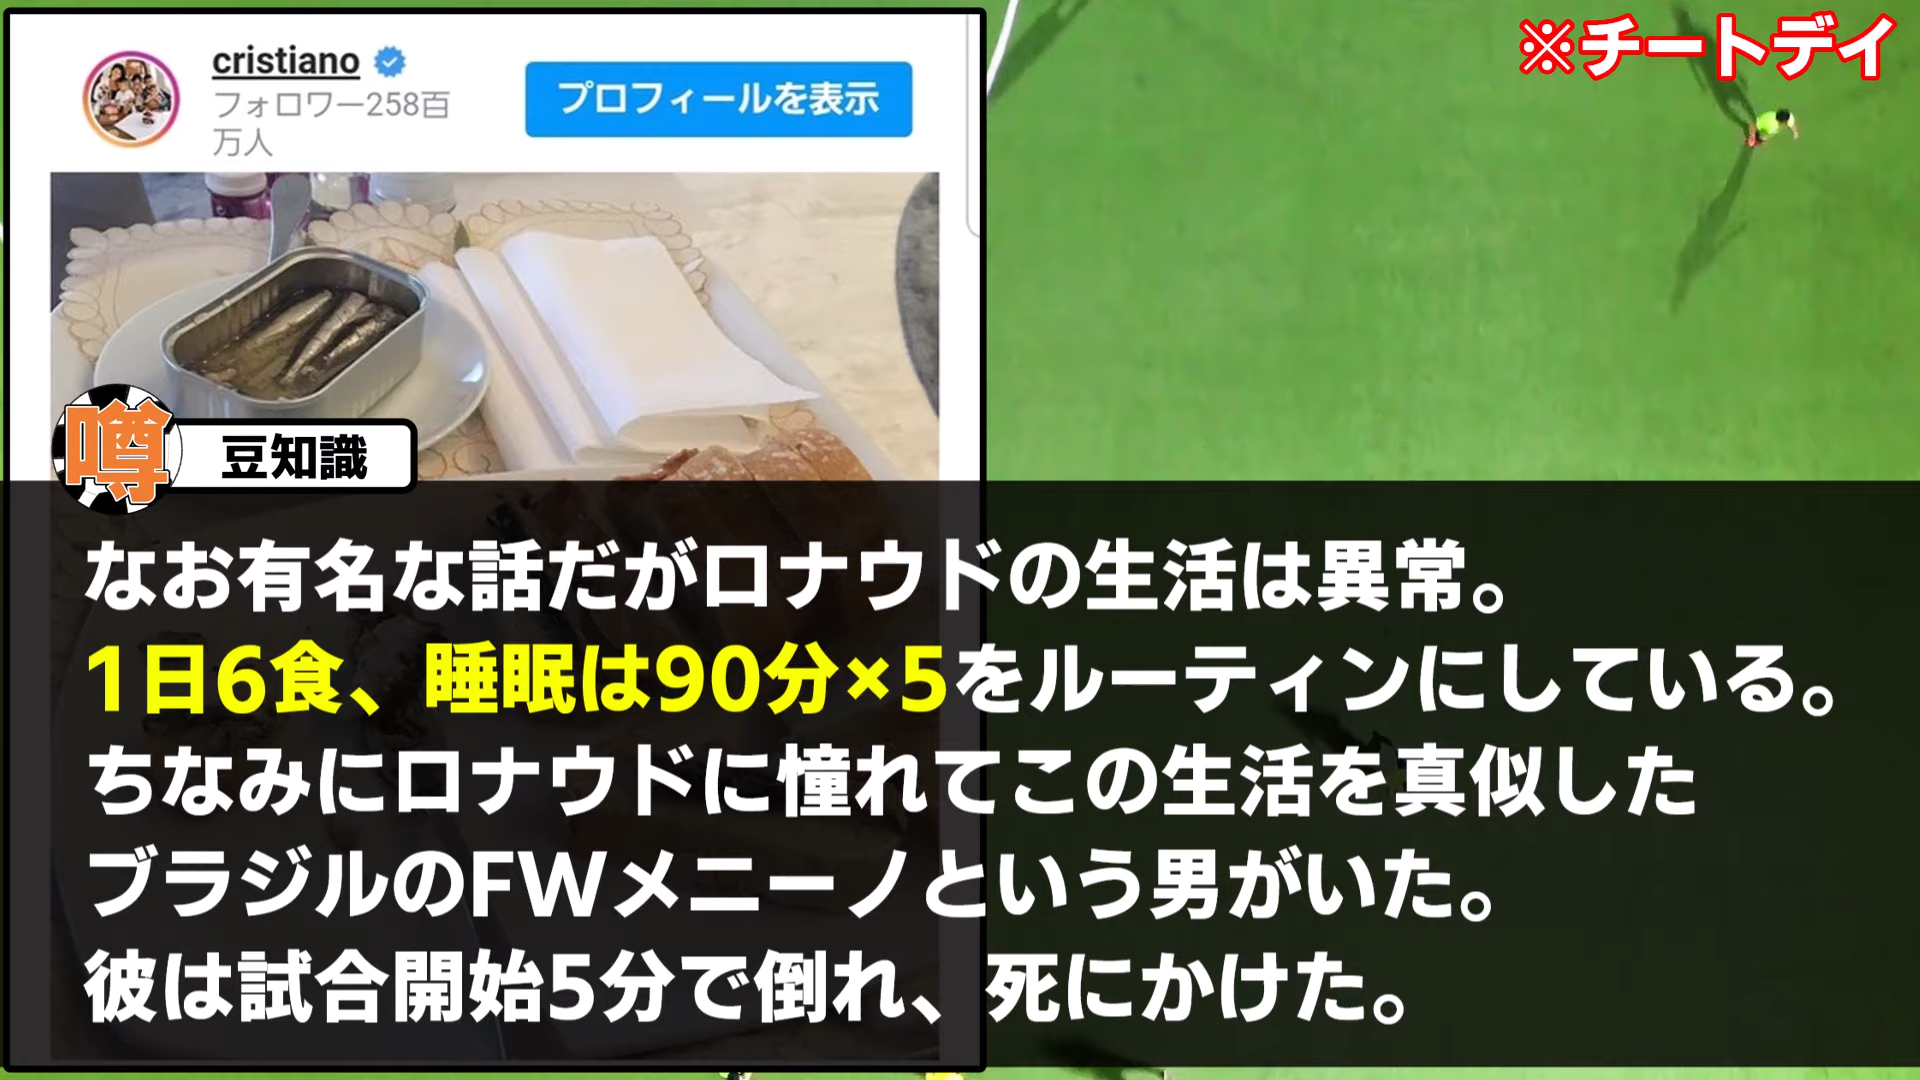 cristiano
フォロワー258百
万人
プロフィールを表示
※チートデイ
噂
豆知識
なお有名な話だがロナウドの生活は異常。
1日6食、睡眠は90分×5をルーティンにしている。
ちなみにロナウドに憧れてこの生活を真似した
ブラジルのFWメニーノという男がいた。
彼は試合開始5分で倒れ、死にかけた。